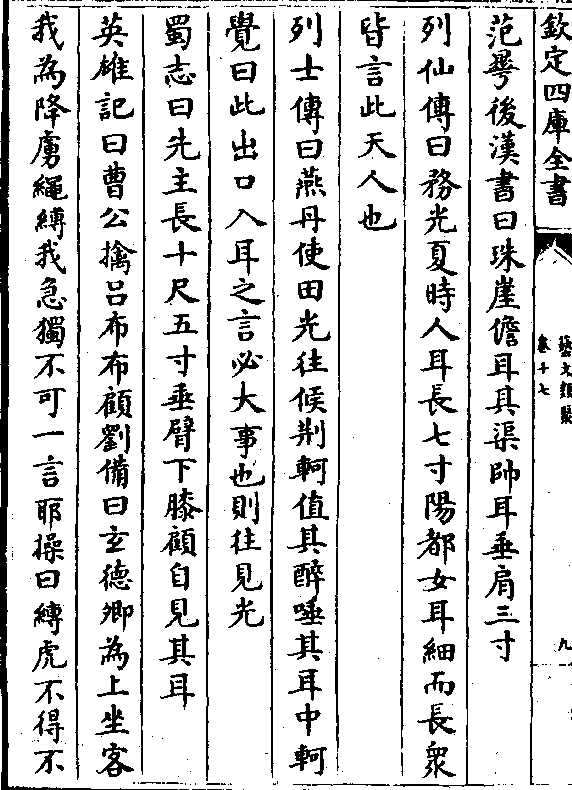 欽定四庫全書
藝文類聚
卷十七
九
范曄後漢書曰珠崖儋耳其渠帥耳垂肩三寸
列仙傳曰務光夏時人耳長七寸陽都女耳細而長衆
皆言此天人也
列士傳曰燕丹使田光往候荆軻值其醉唾其耳中軻
覺曰此出口入耳之言必大事也則往見光
蜀志曰先主長十尺五寸垂臂下膝顧自見其耳
英雄記曰曹公擒呂布布顧劉備曰玄德卿為上坐客
我為降虜繩縛我急獨不可一言耶操曰縛虎不得不